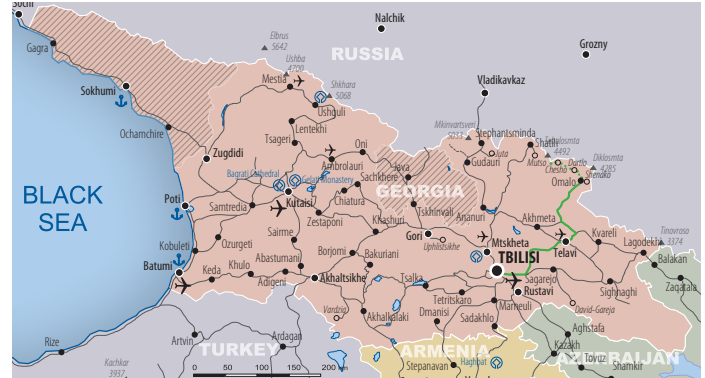 Sochi
Gagra
Sokhumi
Ochamchire
Elbrus
5642
Ushba
4700
Mestia
Shkhara
5068
Ushguli
Nalchik
RUSSIA
Grozny
Vladikavkaz
Mkinvartsveri
5033
Stephantsminda
Juta
Gudauri
Shatili
Tebulosmta
4492
Mutso
Chesho
Dartlo
Diklosmta
4285
Shenako
Omalo
Lentekhi
Tsageri
Oni
Ambrolauri
Zugdidi
Bagrati Cathedral
Gelati Monastery
Sachkhere
Java
GEORGIA
Kutaisi
Chiatura
Tskhinvali
Ananuri
Akhmeta
BLACK
SEA
Poti
Samtredia
Zestaponi
Khashuri
Gori
Uphlistsikhe
Mtskheta
Kvareli
Telavi
Lagodekhi
Tinovroso
3374
Balakan
Zaqatala
Kobuleti
Ozurgeti
Sairme
Borjomi
Bakuriani
TBILISI
Batumi
Keda
Khulo
Abastumani
Adigeni
Akhaltsikhe
Tsalka
Rustavi
Sagarejo
Sighnaghi
Tetritskaro
Marneuli
David-Gareja
Vardzia
Akhalkalaki
Dmanisi
Sadakhlo
Aghstafa
Kazakh
Rize
Artvin
Ardagan
TURKEY
ARMENIA
AZERBAIJAN
Kackar
3937
0
50
100
150
200 km
Stepanavan
Haghpat
Vanadzor
Tovuz
Shamkir